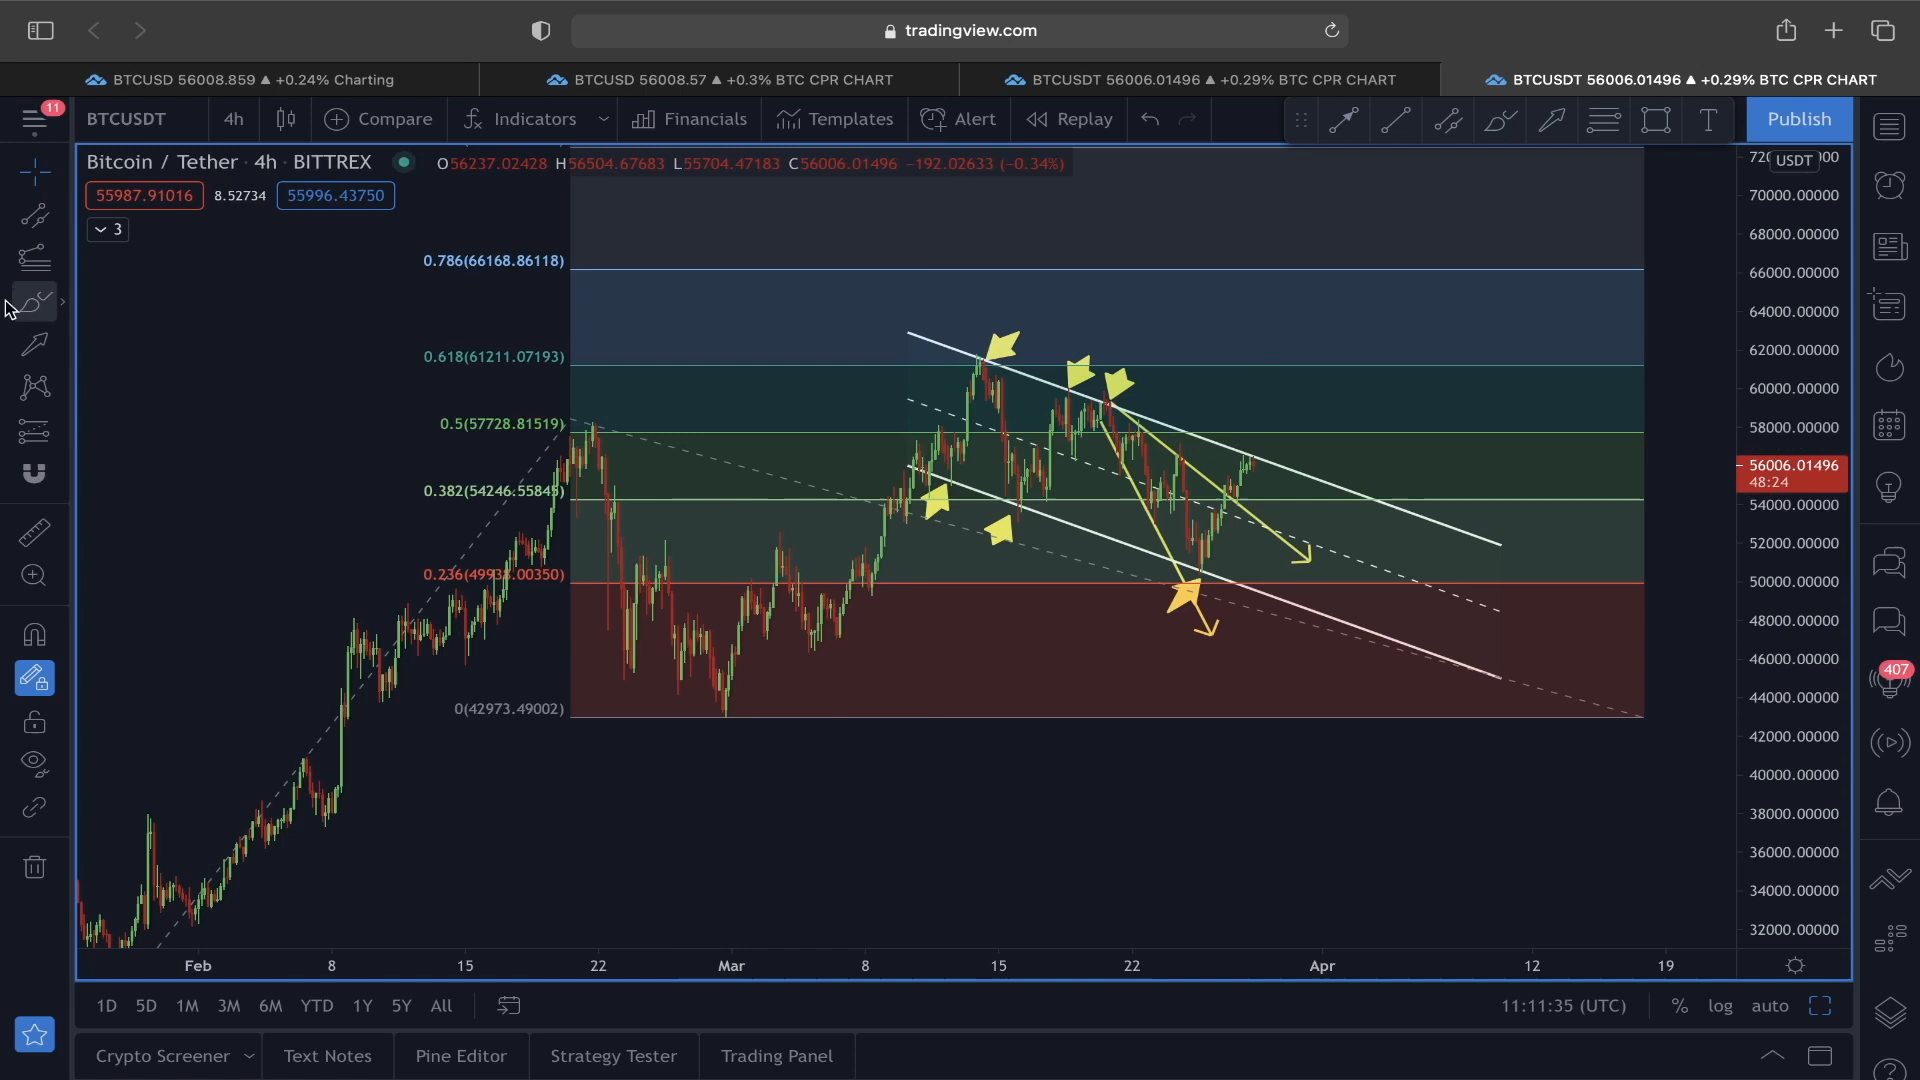 tradingview.com
BTCUSD 56008.859 ▲ +0.24% Charting
BTCUSD 56008.57 ▲ +0.3% BTC CPR CHART
BTCUSDT 56006.01496 ▲ +0.29% BTC CPR CHART
BTCUSDT 56006.01496 ▲ +0.29% BTC CPR CHART
11
BTCUSDT
4h
Compare
Indicators
Financials
Templates
Alert
Replay
T
Publish
Bitcoin / Tether · 4h · BITTREX
O56237.02428 H56504.67683 L55704.47183 C56006.01496 −192.02633 (−0.34%)
55987.91016
8.52734
55996.43750
3
USDT
70000.00000
68000.00000
66000.00000
64000.00000
62000.00000
60000.00000
58000.00000
56006.01496
48:24
54000.00000
52000.00000
50000.00000
48000.00000
46000.00000
44000.00000
42000.00000
40000.00000
38000.00000
36000.00000
34000.00000
32000.00000
0.786(66168.86118)
0.618(61211.07193)
0.5(57728.81519)
0.382(54246.55845)
0.236(49938.00350)
0(42973.49002)
407
Feb 8 15 22 Mar 8 15 22 Apr 12 19
1D 5D 1M 3M 6M YTD 1Y 5Y All
11:11:35 (UTC)
% log auto
Crypto Screener
Text Notes
Pine Editor
Strategy Tester
Trading Panel